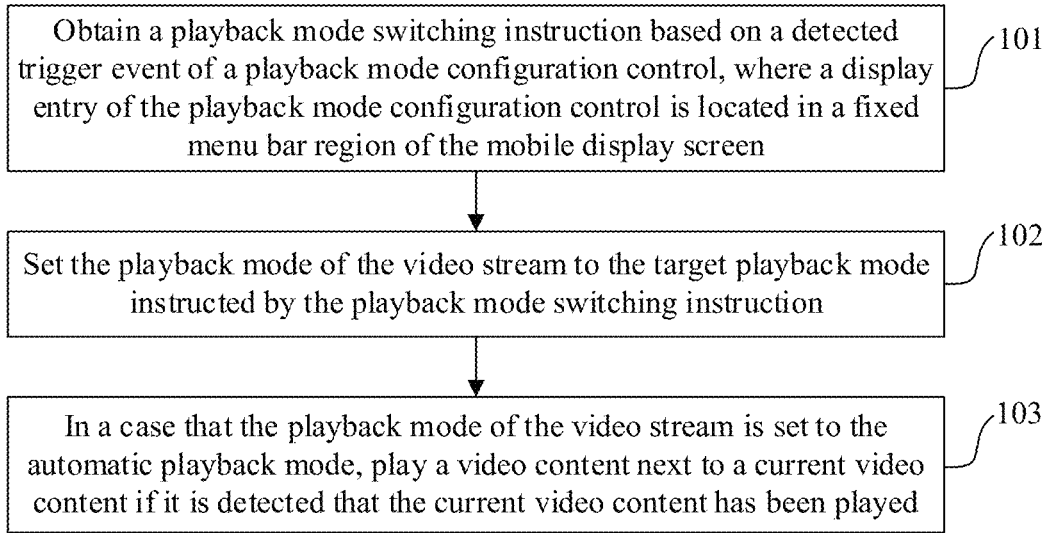 Obtain a playback mode switching instruction based on a detected
trigger event of a playback mode configuration control, where a display
entry of the playback mode configuration control is located in a fixed
menu bar region of the mobile display screen
101
Set the playback mode of the video stream to the target playback mode
instructed by the playback mode switching instruction
102
In a case that the playback mode of the video stream is set to the
automatic playback mode, play a video content next to a current video
content if it is detected that the current video content has been played
103